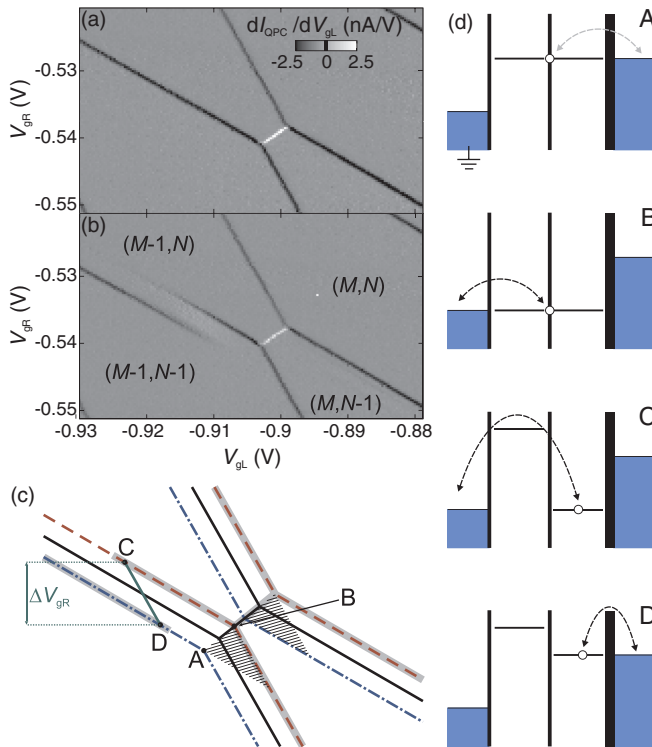 (a)
dI_QPC/dV_gL (nA/V)
-2.5 0 2.5
V_gR (V)
-0.53
-0.54
-0.55
(b)
(M-1,N)
(M,N)
(M-1,N-1)
(M,N-1)
V_gR (V)
-0.53
-0.54
-0.55
-0.93 -0.92 -0.91 -0.9 -0.89 -0.88
V_gL (V)
(c)
C
B
ΔV_gR
D
A
(d)
A
B
C
D